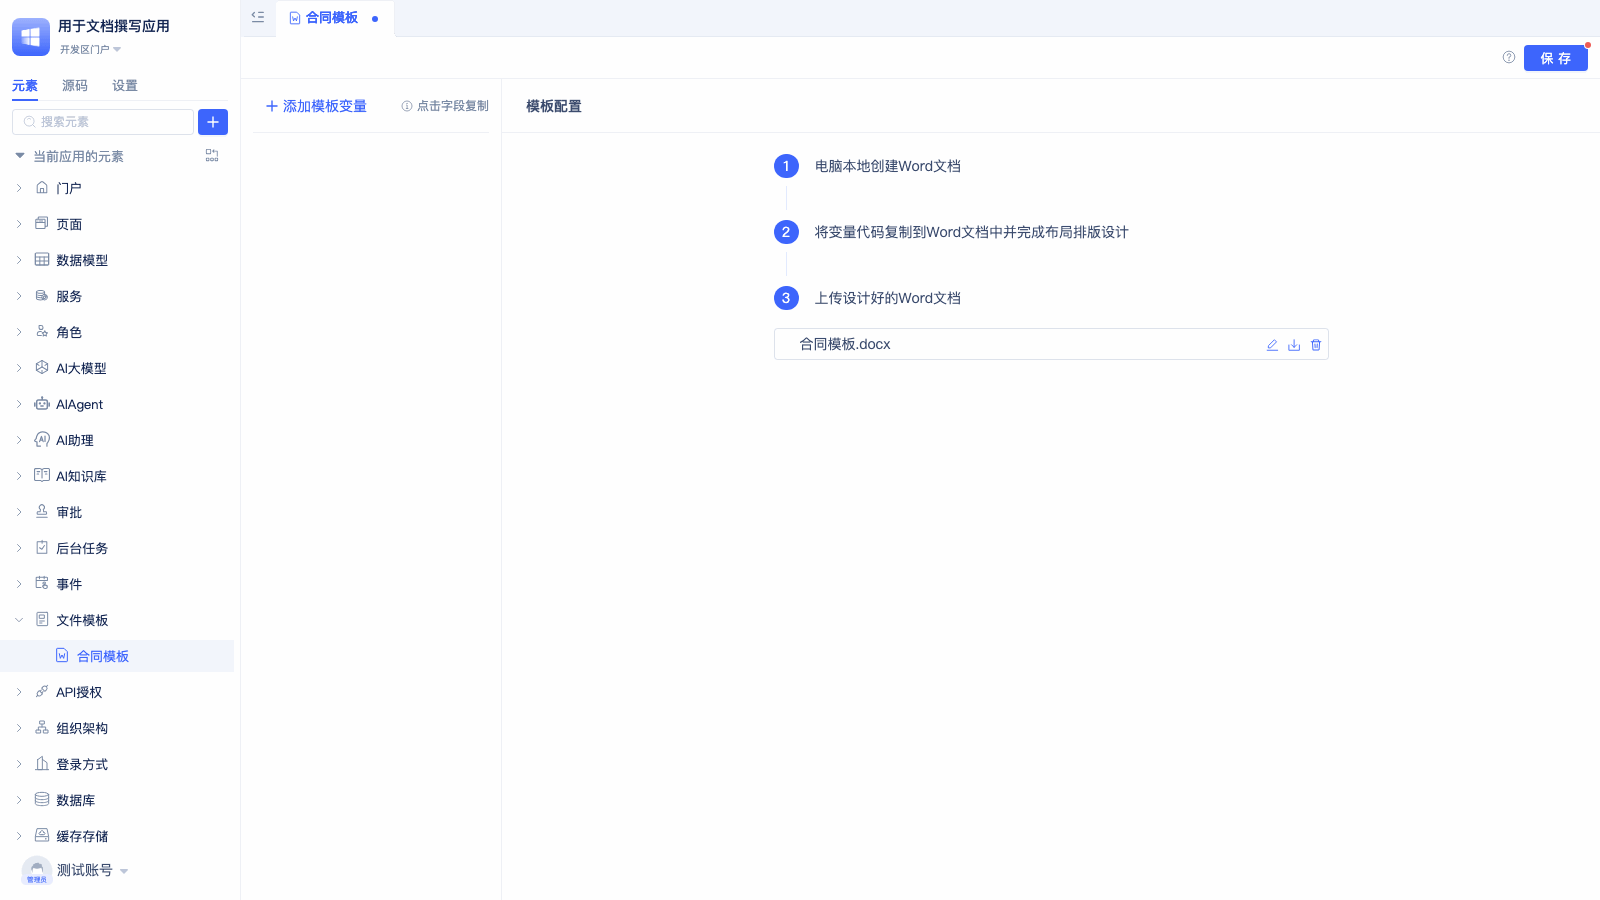 用于文档撰写应用
开发区门户
元素 源码 设置
搜索元素
当前应用的元素
门户
页面
数据模型
服务
角色
AI大模型
AIAgent
AI助理
AI知识库
审批
后台任务
事件
文件模板
合同模板
API授权
组织架构
登录方式
数据库
缓存存储
管理员
测试账号
合同模板
保 存
添加模板变量
点击字段复制
模板配置
1 电脑本地创建Word文档
2 将变量代码复制到Word文档中并完成布局排版设计
3 上传设计好的Word文档
合同模板.docx